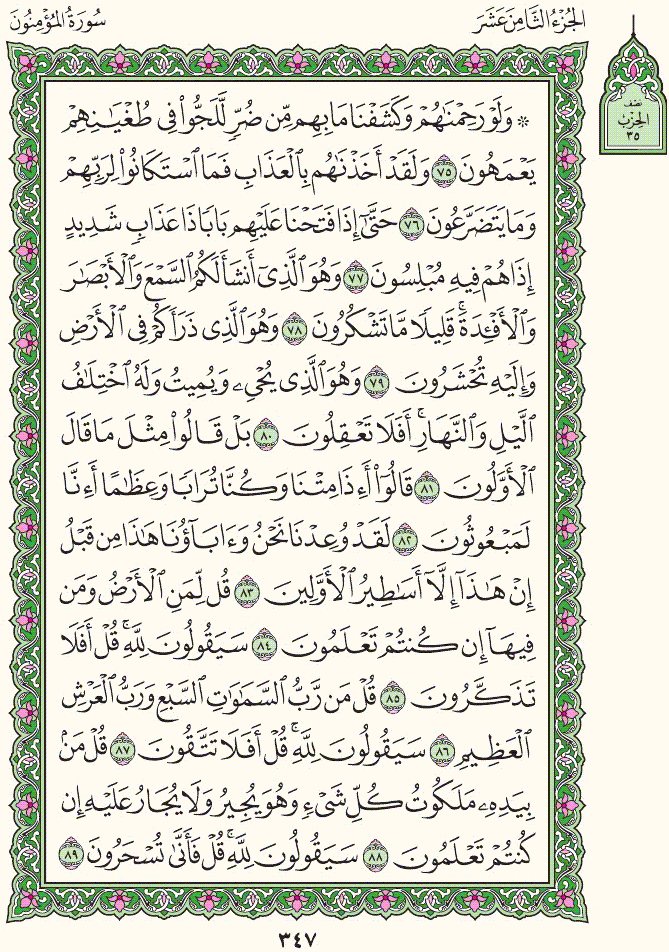 الجُزْءُ الثَّامِنَ عَشَرَ
سُورَةُ المُؤْمِنُونَ
نصف
الحِزْب
٣٥
۞ وَلَوْ رَحِمْنَٰهُمْ وَكَشَفْنَا مَا بِهِم مِّن ضُرٍّ لَّلَجُّوا۟ فِى طُغْيَٰنِهِمْ
يَعْمَهُونَ ٧٥ وَلَقَدْ أَخَذْنَٰهُم بِٱلْعَذَابِ فَمَا ٱسْتَكَانُوا۟ لِرَبِّهِمْ
وَمَا يَتَضَرَّعُونَ ٧٦ حَتَّىٰٓ إِذَا فَتَحْنَا عَلَيْهِم بَابًا ذَا عَذَابٍ شَدِيدٍ
إِذَا هُمْ فِيهِ مُبْلِسُونَ ٧٧ وَهُوَ ٱلَّذِىٓ أَنشَأَ لَكُمُ ٱلسَّمْعَ وَٱلْأَبْصَٰرَ
وَٱلْأَفْـِٔدَةَ ۚ قَلِيلًا مَّا تَشْكُرُونَ ٧٨ وَهُوَ ٱلَّذِى ذَرَأَكُمْ فِى ٱلْأَرْضِ
وَإِلَيْهِ تُحْشَرُونَ ٧٩ وَهُوَ ٱلَّذِى يُحْىِۦ وَيُمِيتُ وَلَهُ ٱخْتِلَٰفُ
ٱلَّيْلِ وَٱلنَّهَارِ ۚ أَفَلَا تَعْقِلُونَ ٨٠ بَلْ قَالُوا۟ مِثْلَ مَا قَالَ
ٱلْأَوَّلُونَ ٨١ قَالُوٓا۟ أَءِذَا مِتْنَا وَكُنَّا تُرَابًا وَعِظَٰمًا أَءِنَّا
لَمَبْعُوثُونَ ٨٢ لَقَدْ وُعِدْنَا نَحْنُ وَءَابَآؤُنَا هَٰذَا مِن قَبْلُ
إِنْ هَٰذَآ إِلَّآ أَسَٰطِيرُ ٱلْأَوَّلِينَ ٨٣ قُل لِّمَنِ ٱلْأَرْضُ وَمَن
فِيهَآ إِن كُنتُمْ تَعْلَمُونَ ٨٤ سَيَقُولُونَ لِلَّهِ ۚ قُلْ أَفَلَا
تَذَكَّرُونَ ٨٥ قُلْ مَن رَّبُّ ٱلسَّمَٰوَٰتِ ٱلسَّبْعِ وَرَبُّ ٱلْعَرْشِ
ٱلْعَظِيمِ ٨٦ سَيَقُولُونَ لِلَّهِ ۚ قُلْ أَفَلَا تَتَّقُونَ ٨٧ قُلْ مَنۢ
بِيَدِهِۦ مَلَكُوتُ كُلِّ شَىْءٍ وَهُوَ يُجِيرُ وَلَا يُجَارُ عَلَيْهِ إِن
كُنتُمْ تَعْلَمُونَ ٨٨ سَيَقُولُونَ لِلَّهِ ۚ قُلْ فَأَنَّىٰ تُسْحَرُونَ ٨٩
٣٤٧